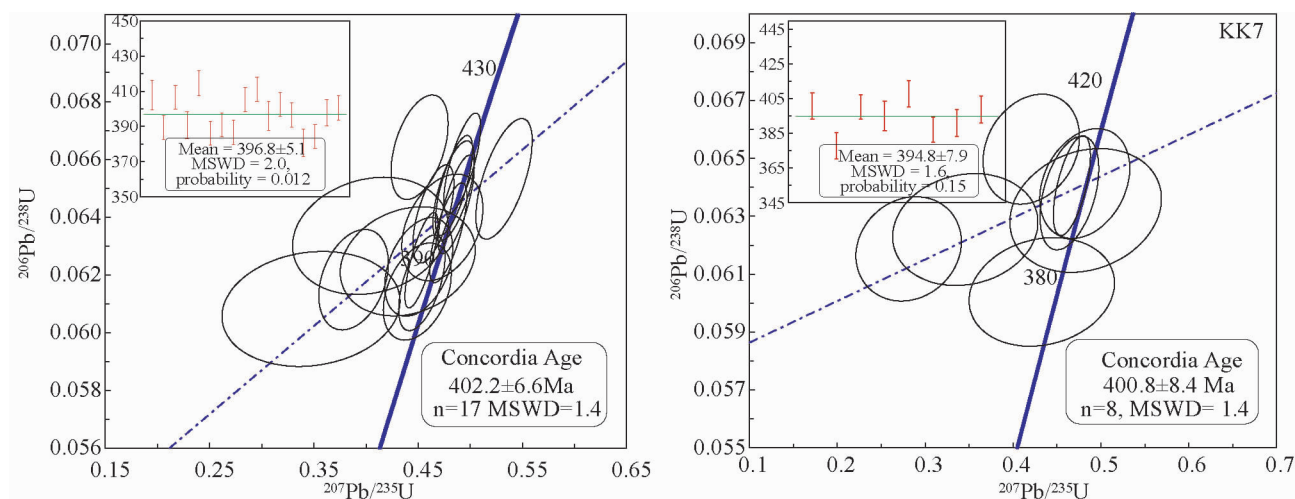 450
430
410
390
370
350
Mean = 396.8±5.1
MSWD = 2.0,
probability = 0.012
0.070
0.068
0.066
0.064
0.062
0.060
0.058
0.056
²⁰⁶Pb/²³⁸U
430
390
Concordia Age
402.2±6.6Ma
n=17 MSWD=1.4
0.15
0.25
0.35
0.45
0.55
0.65
²⁰⁷Pb/²³⁵U
KK7
445
425
405
385
365
345
Mean = 394.8±7.9
MSWD = 1.6,
probability = 0.15
0.069
0.067
0.065
0.063
0.061
0.059
0.057
0.055
²⁰⁶Pb/²³⁸U
420
380
Concordia Age
400.8±8.4 Ma
n=8, MSWD= 1.4
0.1
0.2
0.3
0.4
0.5
0.6
0.7
²⁰⁷Pb/²³⁵U